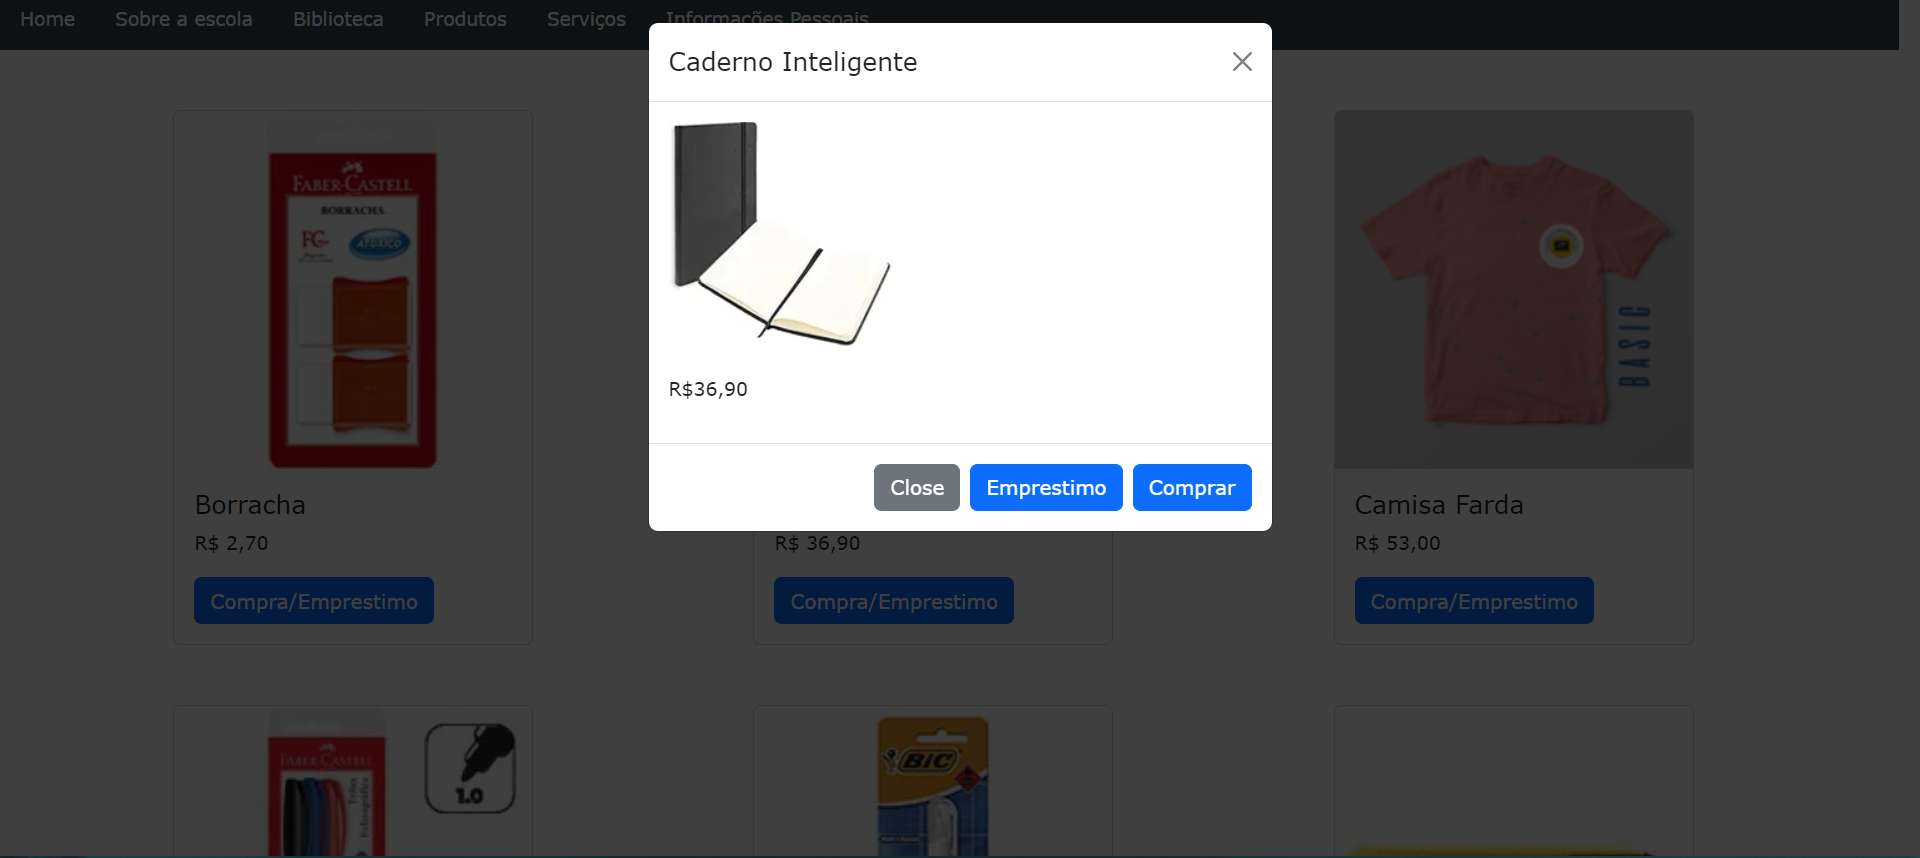 Home Sobre a escola Biblioteca Produtos Serviços Informações Pessoais
Caderno Inteligente
R$36,90
Close Emprestimo Comprar
FABER-CASTELL
BORRACHA
FC
ATÓXICO
BASIC
Borracha
R$ 2,70
Compra/Emprestimo
R$ 36,90
Compra/Emprestimo
Camisa Farda
R$ 53,00
Compra/Emprestimo
FABER-CASTELL
1.0
BIC